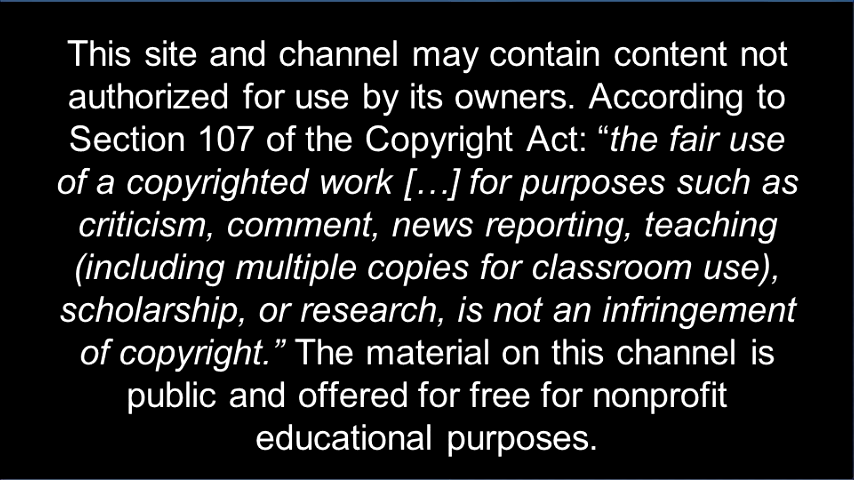 This site and channel may contain content not
authorized for use by its owners. According to
Section 107 of the Copyright Act: “the fair use
of a copyrighted work […] for purposes such as
criticism, comment, news reporting, teaching
(including multiple copies for classroom use),
scholarship, or research, is not an infringement
of copyright.” The material on this channel is
public and offered for free for nonprofit
educational purposes.